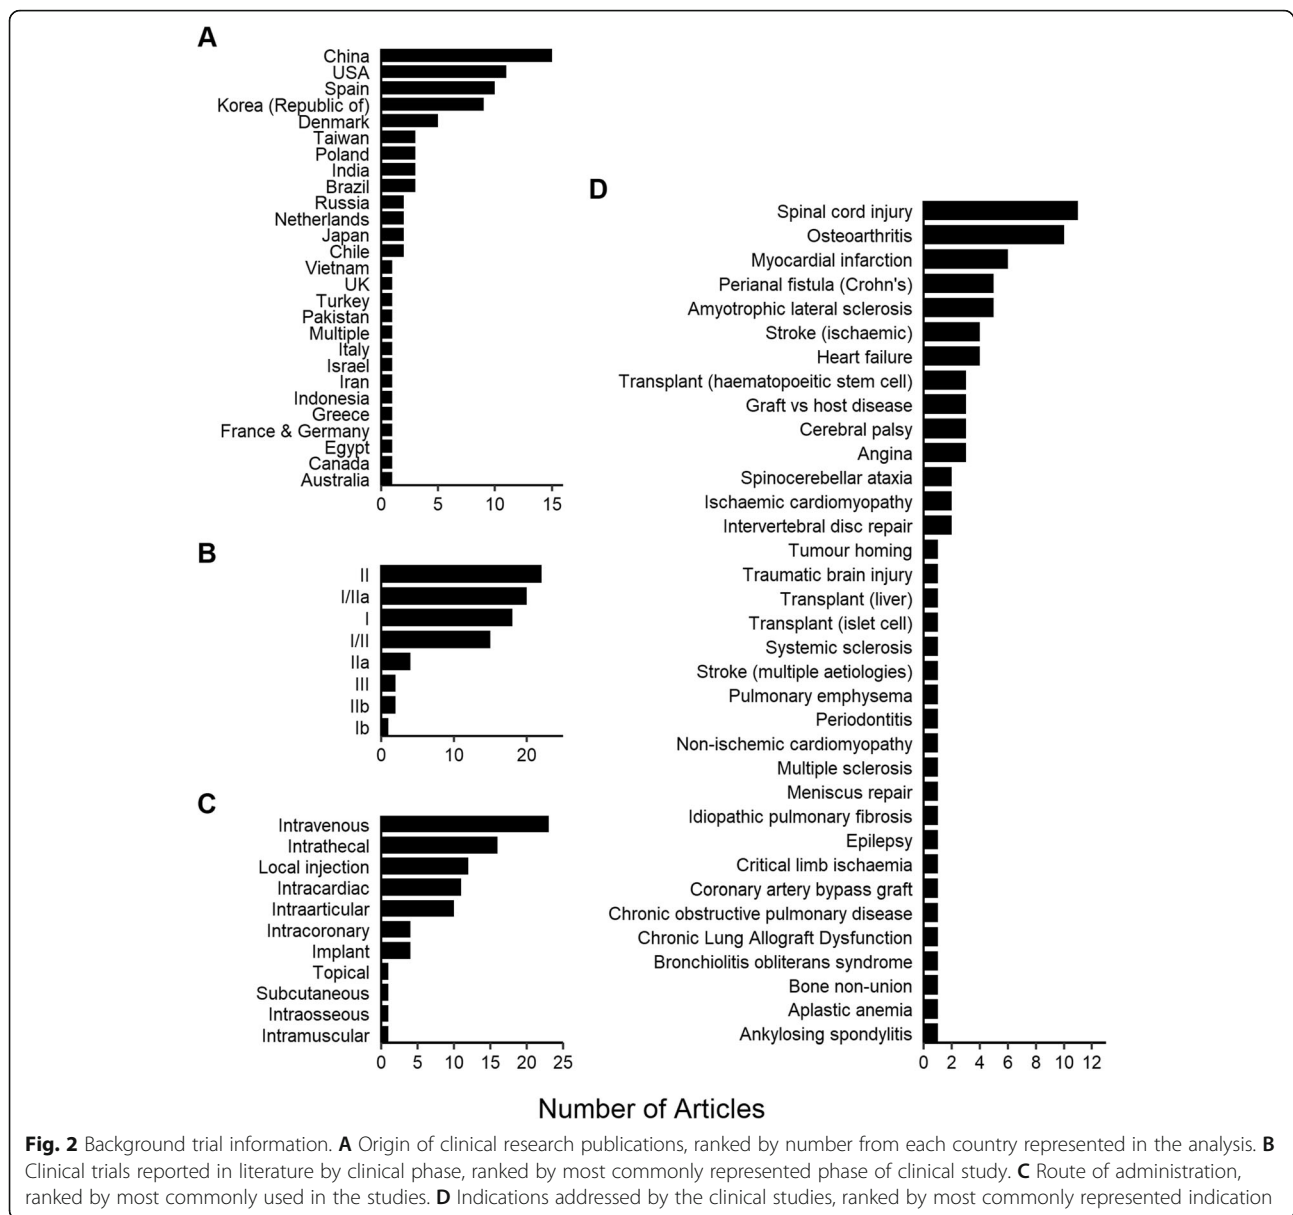 A
China
USA
Spain
Korea (Republic of)
Denmark
Taiwan
Poland
India
Brazil
Russia
Netherlands
Japan
Chile
Vietnam
UK
Turkey
Pakistan
Multiple
Italy
Israel
Iran
Indonesia
Greece
France & Germany
Egypt
Canada
Australia
0 5 10 15
B
II
I/IIa
I
I/II
IIa
III
IIb
Ib
0 10 20
C
Intravenous
Intrathecal
Local injection
Intracardiac
Intraarticular
Intracoronary
Implant
Topical
Subcutaneous
Intraosseous
Intramuscular
0 5 10 15 20 25
D
Spinal cord injury
Osteoarthritis
Myocardial infarction
Perianal fistula (Crohn's)
Amyotrophic lateral sclerosis
Stroke (ischaemic)
Heart failure
Transplant (haematopoeitic stem cell)
Graft vs host disease
Cerebral palsy
Angina
Spinocerebellar ataxia
Ischaemic cardiomyopathy
Intervertebral disc repair
Tumour homing
Traumatic brain injury
Transplant (liver)
Transplant (islet cell)
Systemic sclerosis
Stroke (multiple aetiologies)
Pulmonary emphysema
Periodontitis
Non-ischemic cardiomyopathy
Multiple sclerosis
Meniscus repair
Idiopathic pulmonary fibrosis
Epilepsy
Critical limb ischaemia
Coronary artery bypass graft
Chronic obstructive pulmonary disease
Chronic Lung Allograft Dysfunction
Bronchiolitis obliterans syndrome
Bone non-union
Aplastic anemia
Ankylosing spondylitis
0 2 4 6 8 10 12
Number of Articles
Fig. 2 Background trial information. A Origin of clinical research publications, ranked by number from each country represented in the analysis. B
Clinical trials reported in literature by clinical phase, ranked by most commonly represented phase of clinical study. C Route of administration,
ranked by most commonly used in the studies. D Indications addressed by the clinical studies, ranked by most commonly represented indication